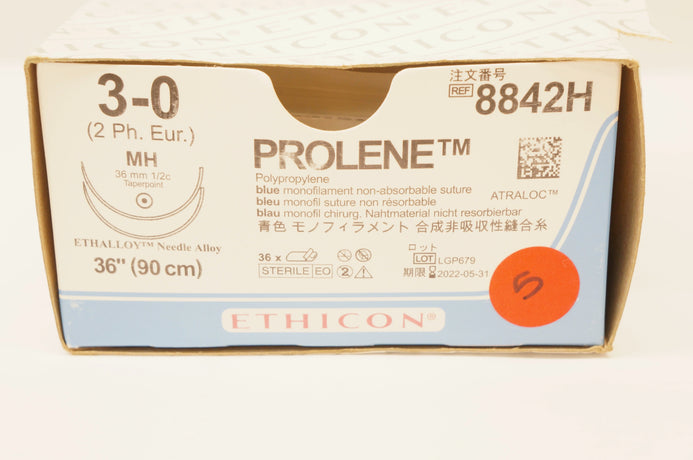 ETHICON
3-0
(2 Ph. Eur.)
MH
36 mm 1/2c
Taperpoint
ETHALLOY™ Needle Alloy
36" (90 cm)
PROLENE™
Polypropylene
blue monofilament non-absorbable suture
bleu monofil suture non résorbable
blau monofil chirurg. Nahtmaterial nicht resorbierbar
青色 モノフィラメント 合成非吸収性縫合糸
36 x
STERILE EO 2
注文番号
REF 8842H
ATRALOC™
ロット
LOT LGP679
期限 2022-05-31
5
ETHICON®